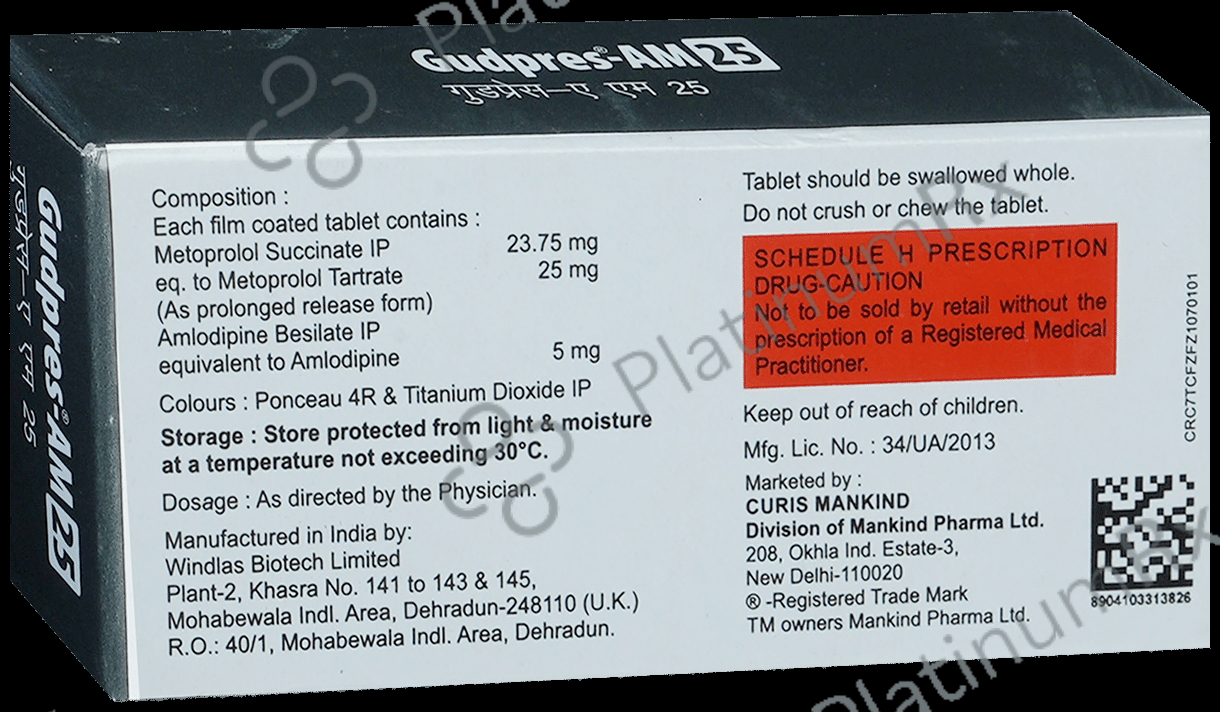 Gudpres®-AM 25
गुडप्रेस-ए एम 25
Gudpres®-AM 25
गुडप्रेस-ए एम 25
Composition :
Each film coated tablet contains :
Metoprolol Succinate IP 23.75 mg
eq. to Metoprolol Tartrate 25 mg
(As prolonged release form)
Amlodipine Besilate IP
equivalent to Amlodipine 5 mg
Colours : Ponceau 4R & Titanium Dioxide IP
Storage : Store protected from light & moisture
at a temperature not exceeding 30°C.
Dosage : As directed by the Physician.
Manufactured in India by:
Windlas Biotech Limited
Plant-2, Khasra No. 141 to 143 & 145,
Mohabewala Indl. Area, Dehradun-248110 (U.K.)
R.O.: 40/1, Mohabewala Indl. Area, Dehradun.
Tablet should be swallowed whole.
Do not crush or chew the tablet.
SCHEDULE H PRESCRIPTION
DRUG-CAUTION
Not to be sold by retail without the
prescription of a Registered Medical
Practitioner.
Keep out of reach of children.
Mfg. Lic. No. : 34/UA/2013
Marketed by :
CURIS MANKIND
Division of Mankind Pharma Ltd.
208, Okhla Ind. Estate-3,
New Delhi-110020
® -Registered Trade Mark
TM owners Mankind Pharma Ltd.
8904103313826
CRC7TCFZFZ1070101
PlatinumRx
PlatinumRx